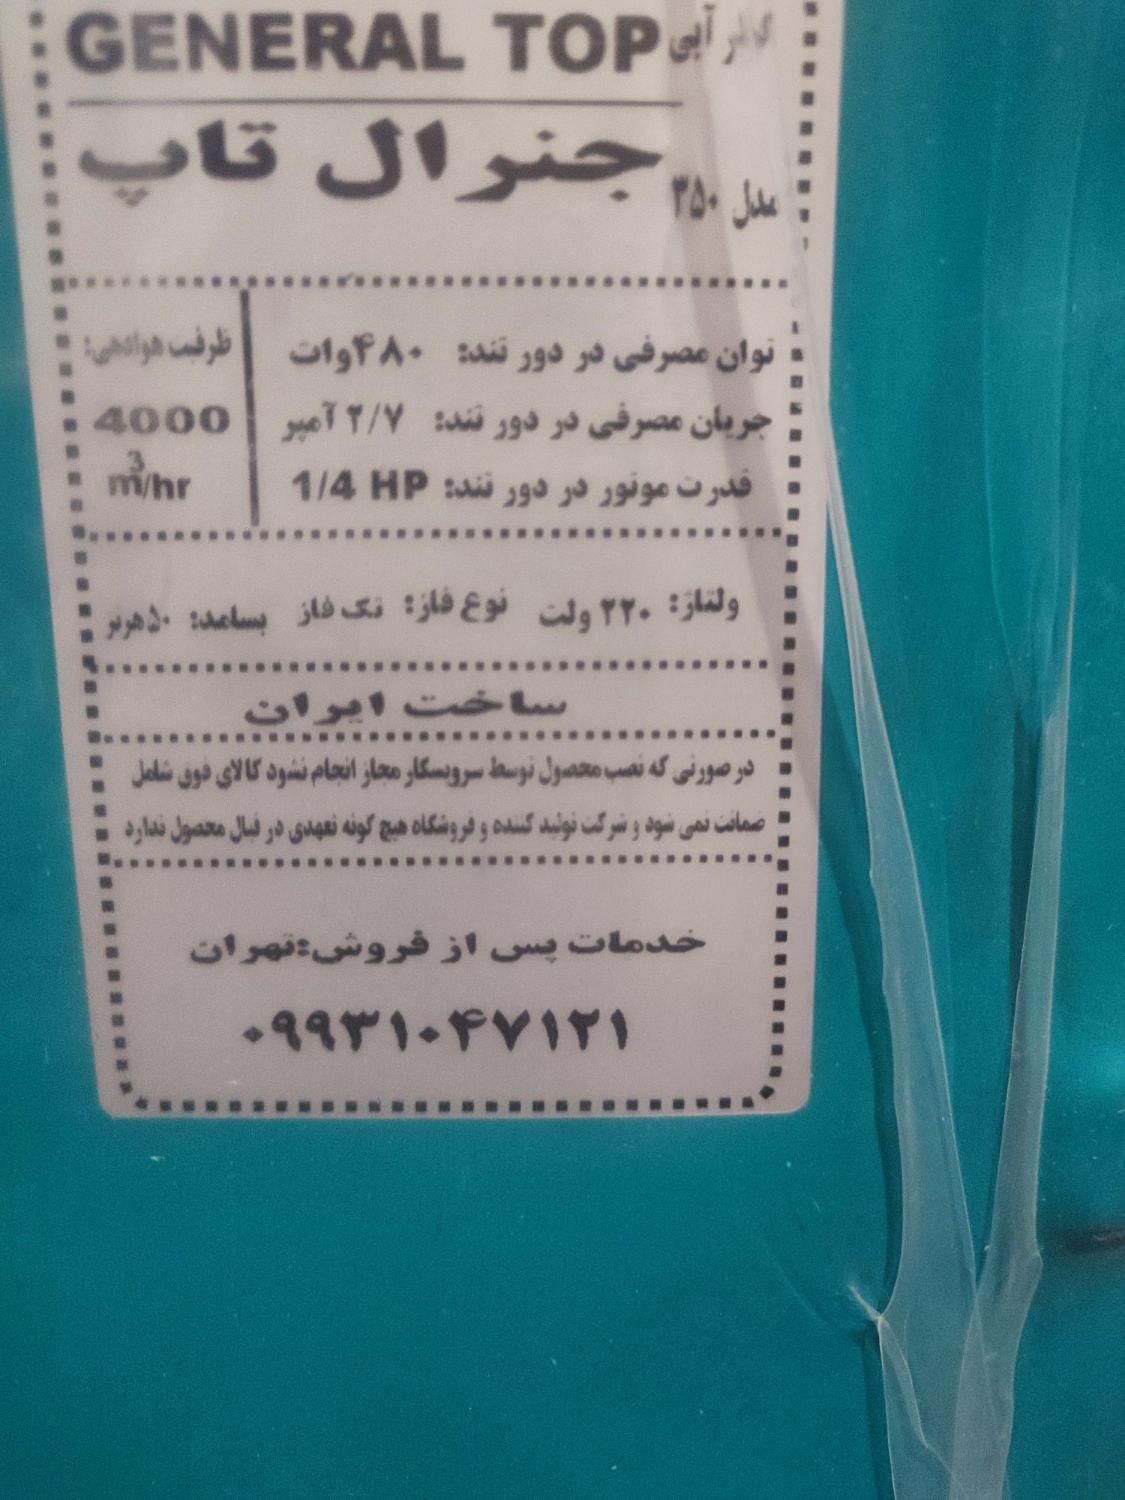 کولر آبی GENERAL TOP
جنرال تاپ
مدل ۳۵۰
توان مصرفی در دور تند: ۴۸۰وات
جریان مصرفی در دور تند: ۲/۷ آمپر
قدرت موتور در دور تند: 1/4 HP
ظرفیت هوادهی:
4000
m³/hr
ولتاژ: ۲۲۰ ولت نوع فاز: تک فاز بسامد: ۵۰هرتز
ساخت ایران
در صورتی که نصب محصول توسط سرویسکار مجاز انجام نشود کالای فوق شامل
ضمانت نمی شود و شرکت تولید کننده و فروشگاه هیچ گونه تعهدی در قبال محصول ندارد
خدمات پس از فروش:تهران
۰۹۹۳۱۰۴۷۱۲۱